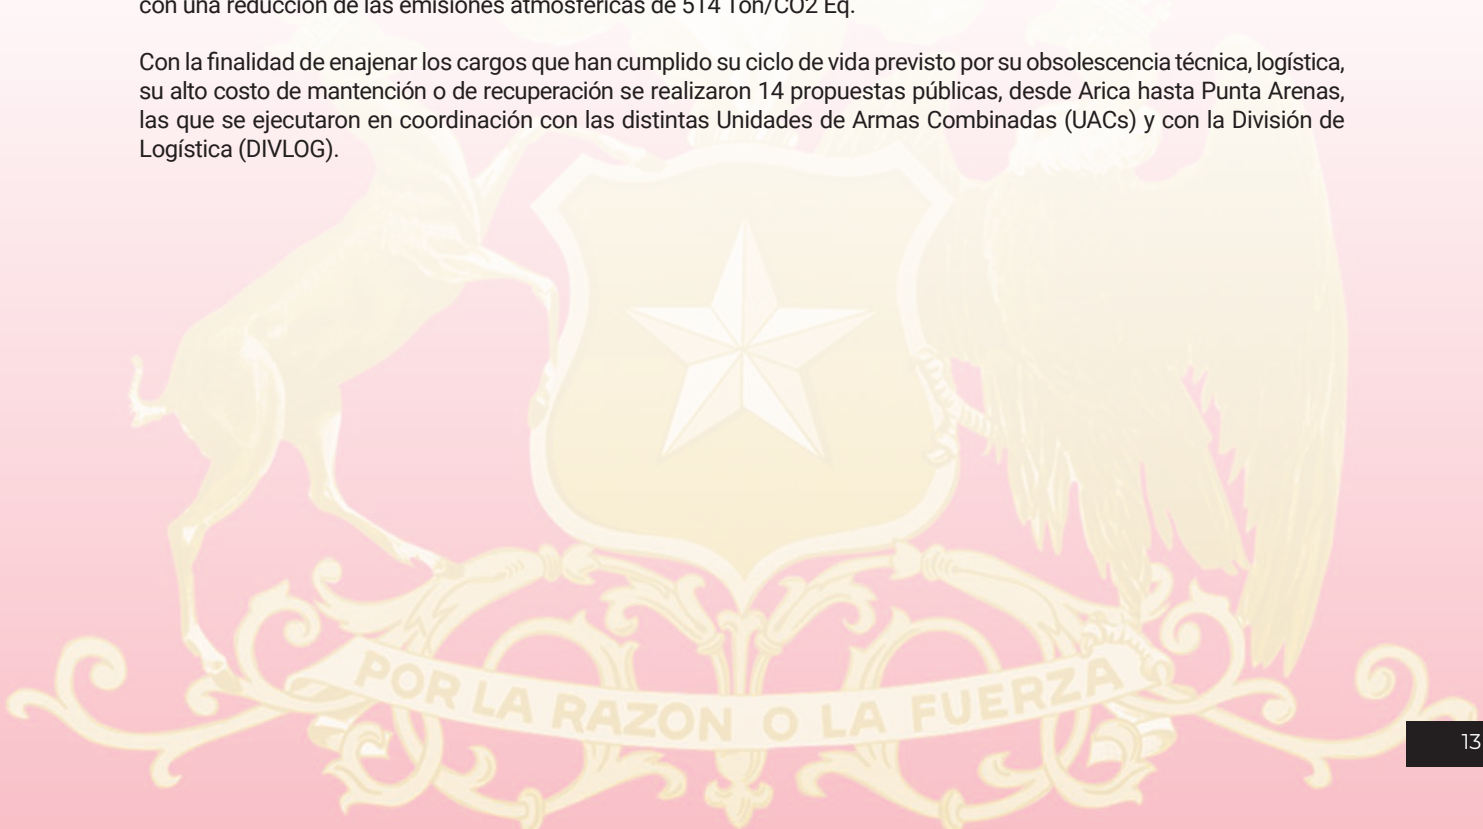 con una reducción de las emisiones atmosféricas de 514 Ton/CO2 Eq.
Con la finalidad de enajenar los cargos que han cumplido su ciclo de vida previsto por su obsolescencia técnica, logística,
su alto costo de mantención o de recuperación se realizaron 14 propuestas públicas, desde Arica hasta Punta Arenas,
las que se ejecutaron en coordinación con las distintas Unidades de Armas Combinadas (UACs) y con la División de
Logística (DIVLOG).
POR LA RAZON O LA FUERZA
13